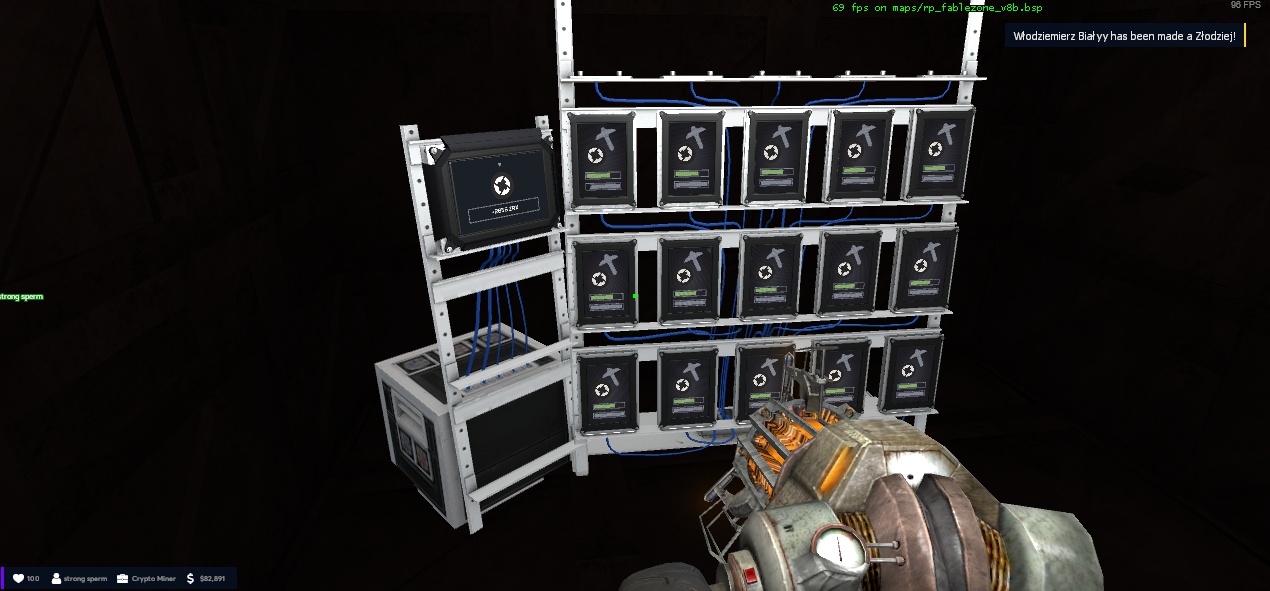 69 fps on maps/rp_fablezone_v8b.bsp
96 FPS
Włodziemierz Białyy has been made a Złodziej!
strong sperm
100
strong sperm
Crypto Miner
$ $82,891